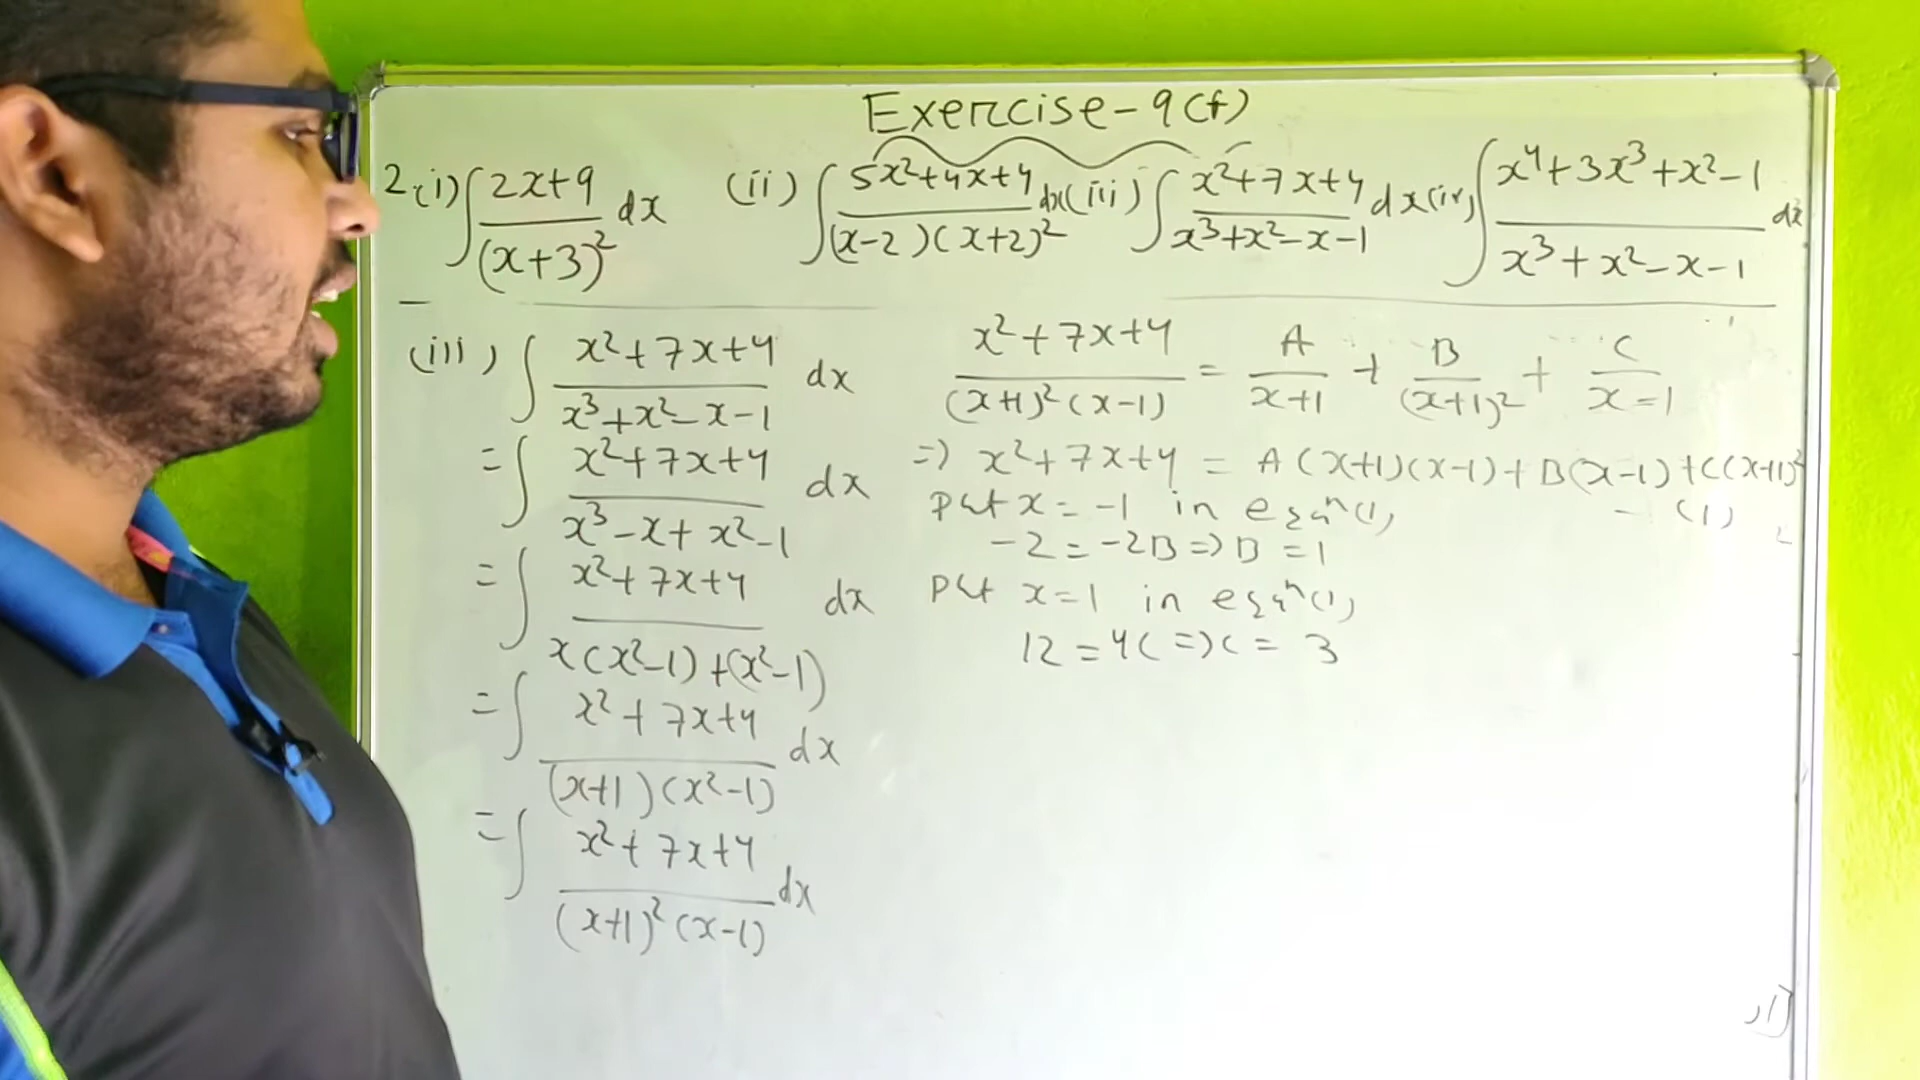 Exercise-9(f)
2.(i) ∫ (2x+9)/(x+3)² dx (ii) ∫ (5x²+4x+4)/((x-2)(x+2)²) dx (iii) ∫ (x²+7x+4)/(x³+x²-x-1) dx (iv) ∫ (x⁴+3x³+x²-1)/(x³+x²-x-1) dx
(iii) ∫ (x²+7x+4)/(x³+x²-x-1) dx
= ∫ (x²+7x+4)/(x³-x+x²-1) dx
= ∫ (x²+7x+4)/(x(x²-1)+(x²-1)) dx
= ∫ (x²+7x+4)/((x+1)(x²-1)) dx
= ∫ (x²+7x+4)/((x+1)²(x-1)) dx
(x²+7x+4)/((x+1)²(x-1)) = A/(x+1) + B/(x+1)² + C/(x-1)
=> x²+7x+4 = A(x+1)(x-1)+B(x-1)+C(x+1)²
- (1)
Put x = -1 in eqⁿ(1)
-2 = -2B => B = 1
Put x=1 in eqⁿ(1)
12 = 4C => C = 3